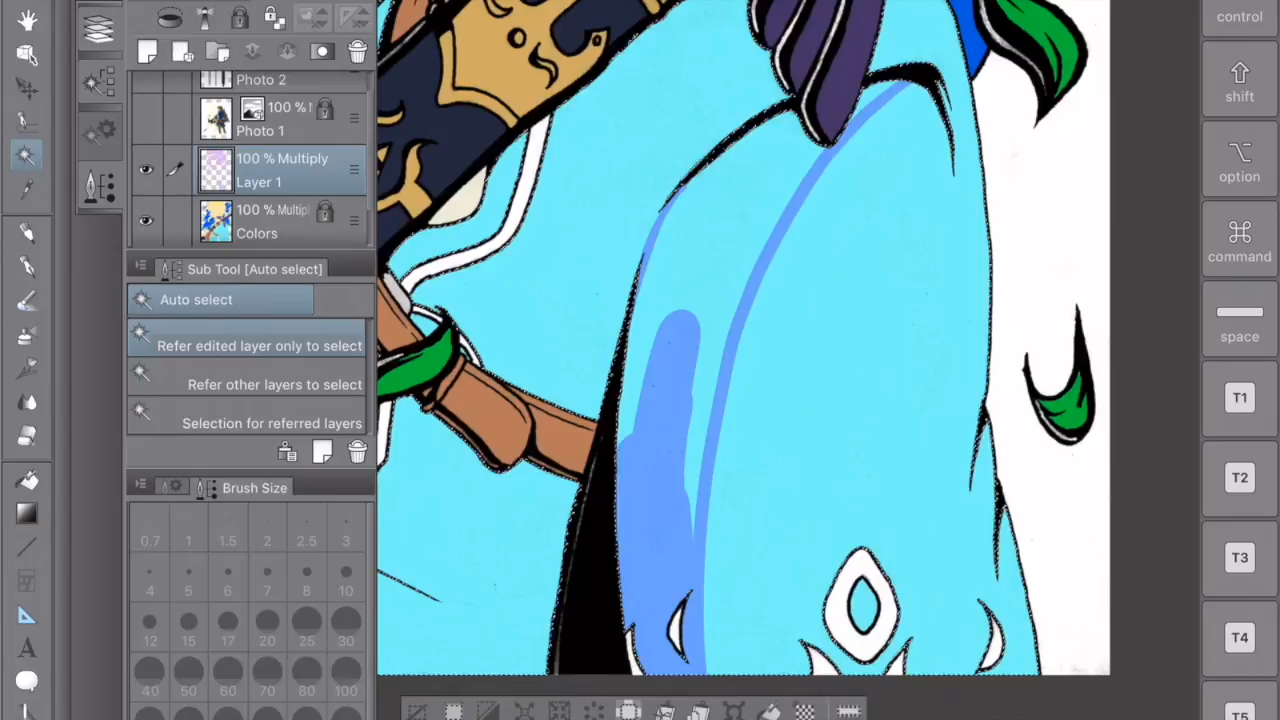 Photo 2
100 %
Photo 1
100 % Multiply
Layer 1
100 % Multipl
Colors
Sub Tool [Auto select]
Auto select
Refer edited layer only to select
Refer other layers to select
Selection for referred layers
Brush Size
0.7 1 1.5 2 2.5 3
4 5 6 7 8 10
12 15 17 20 25 30
40 50 60 70 80 100
A
control
shift
option
command
space
T1
T2
T3
T4
T5